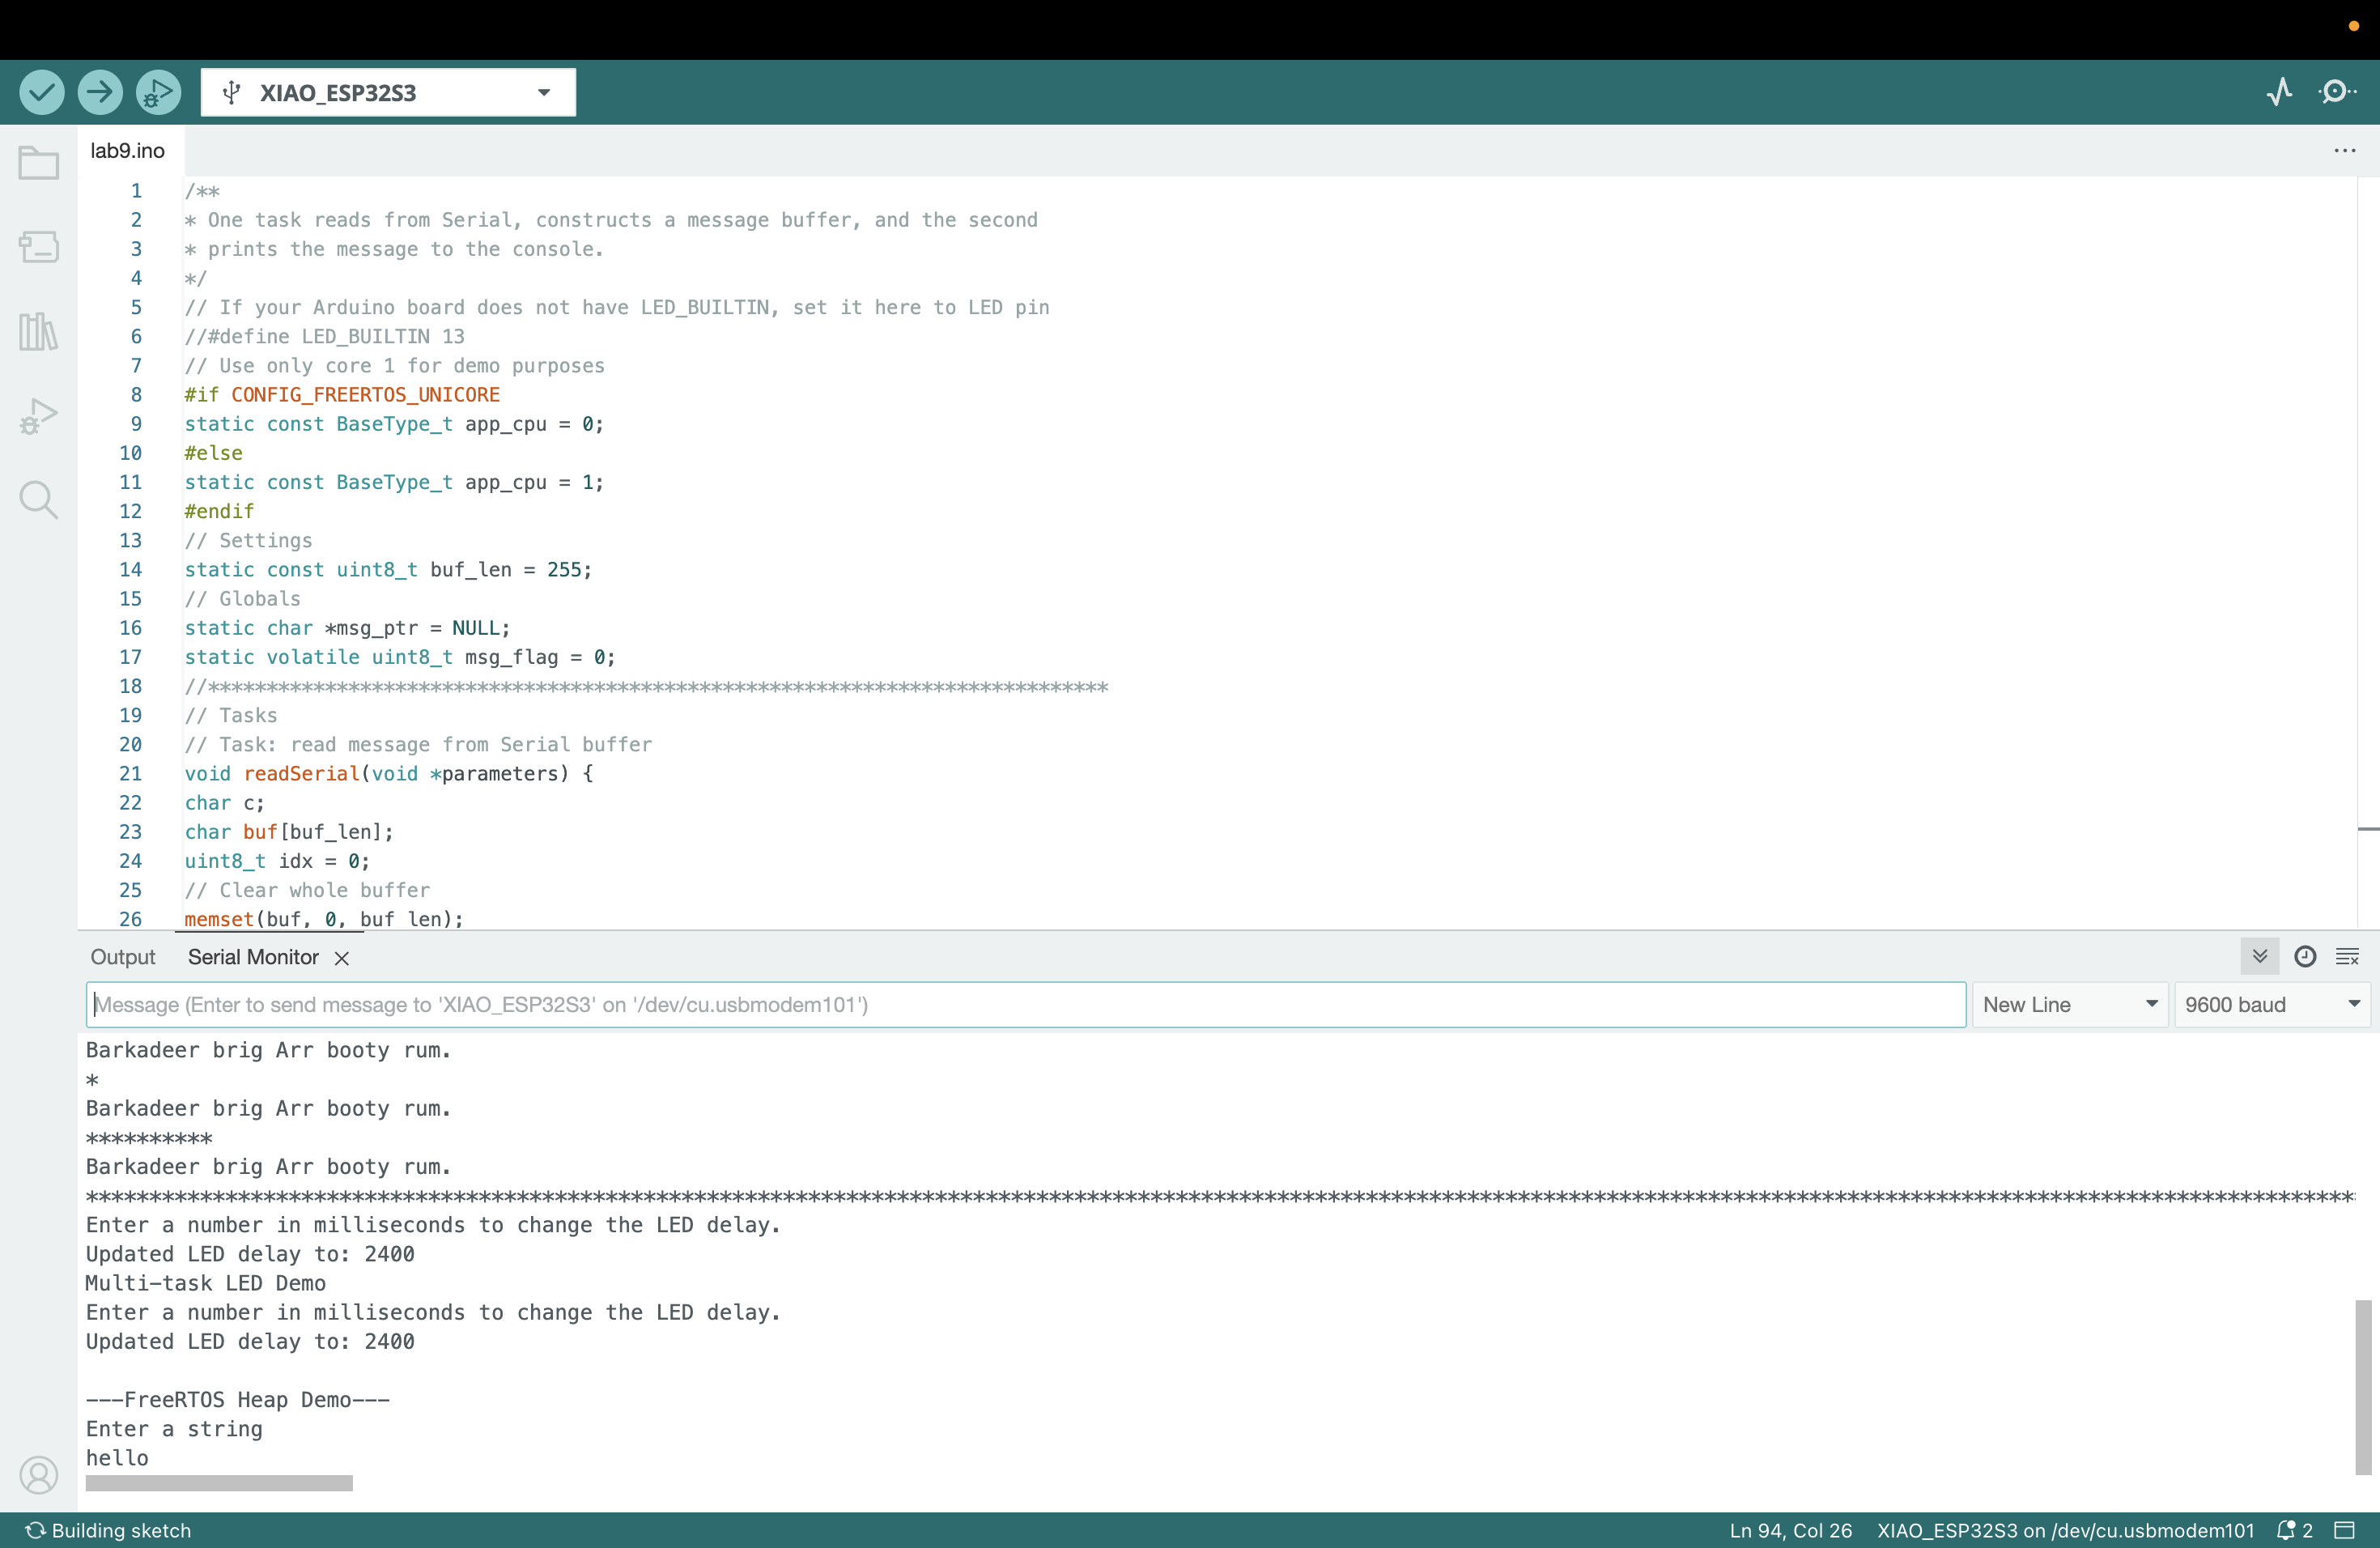 XIAO_ESP32S3
lab9.ino
1 /**
2 * One task reads from Serial, constructs a message buffer, and the second
3 * prints the message to the console.
4 */
5 // If your Arduino board does not have LED_BUILTIN, set it here to LED pin
6 //#define LED_BUILTIN 13
7 // Use only core 1 for demo purposes
8 #if CONFIG_FREERTOS_UNICORE
9 static const BaseType_t app_cpu = 0;
10 #else
11 static const BaseType_t app_cpu = 1;
12 #endif
13 // Settings
14 static const uint8_t buf_len = 255;
15 // Globals
16 static char *msg_ptr = NULL;
17 static volatile uint8_t msg_flag = 0;
18 //*****************************************************************************
19 // Tasks
20 // Task: read message from Serial buffer
21 void readSerial(void *parameters) {
22 char c;
23 char buf[buf_len];
24 uint8_t idx = 0;
25 // Clear whole buffer
26 memset(buf, 0, buf_len);
Output Serial Monitor
Message (Enter to send message to 'XIAO_ESP32S3' on '/dev/cu.usbmodem101') New Line 9600 baud
Barkadeer brig Arr booty rum.
*
Barkadeer brig Arr booty rum.
**********
Barkadeer brig Arr booty rum.
***********************************************************************************************************************************************************************************
Enter a number in milliseconds to change the LED delay.
Updated LED delay to: 2400
Multi-task LED Demo
Enter a number in milliseconds to change the LED delay.
Updated LED delay to: 2400
---FreeRTOS Heap Demo---
Enter a string
hello
Building sketch Ln 94, Col 26 XIAO_ESP32S3 on /dev/cu.usbmodem101 2